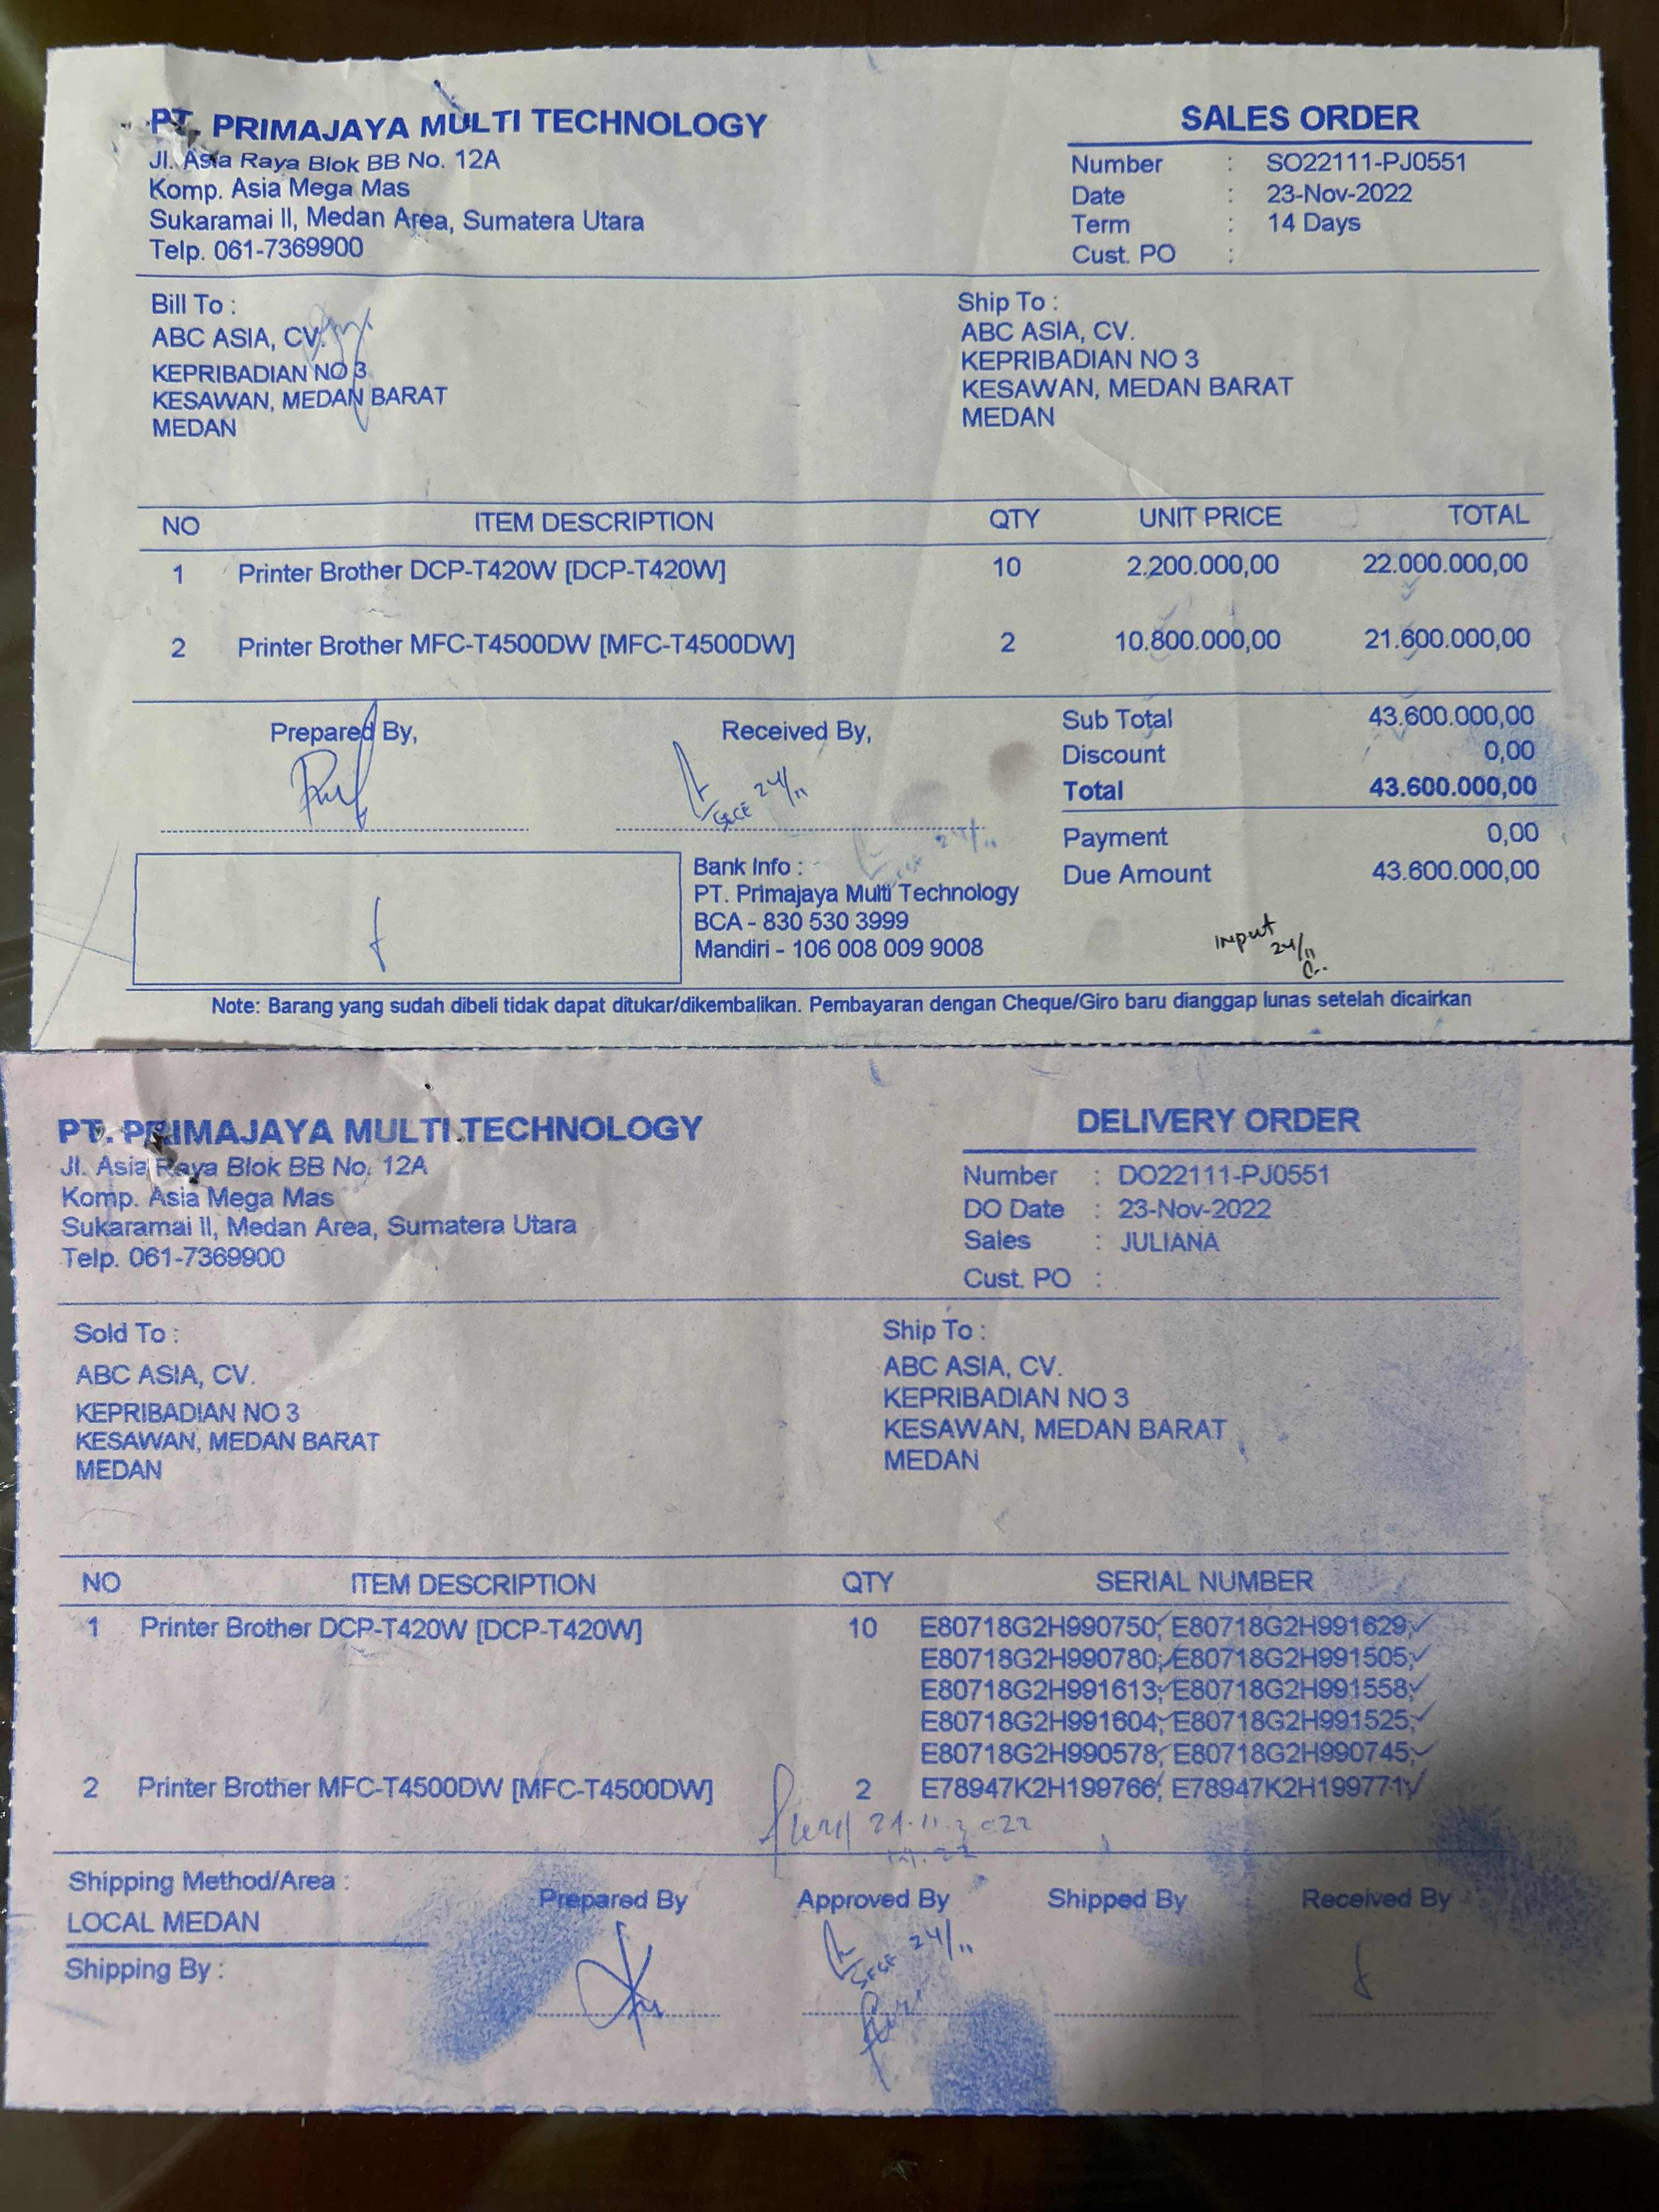 PT. PRIMAJAYA MULTI TECHNOLOGY
Jl. Asia Raya Blok BB No. 12A
Komp. Asia Mega Mas
Sukaramai II, Medan Area, Sumatera Utara
Telp. 061-7369900
SALES ORDER
Number : SO22111-PJ0551
Date : 23-Nov-2022
Term : 14 Days
Cust. PO :
Bill To :
ABC ASIA, CV.
KEPRIBADIAN NO 3
KESAWAN, MEDAN BARAT
MEDAN
Ship To :
ABC ASIA, CV.
KEPRIBADIAN NO 3
KESAWAN, MEDAN BARAT
MEDAN
NO ITEM DESCRIPTION QTY UNIT PRICE TOTAL
1 Printer Brother DCP-T420W [DCP-T420W] 10 2.200.000,00 22.000.000,00
2 Printer Brother MFC-T4500DW [MFC-T4500DW] 2 10.800.000,00 21.600.000,00
Prepared By,
Received By,
24/11
24/11
Sub Total 43.600.000,00
Discount 0,00
Total 43.600.000,00
Payment 0,00
Due Amount 43.600.000,00
Bank Info :
PT. Primajaya Multi Technology
BCA - 830 530 3999
Mandiri - 106 008 009 9008
Input
24/11
Note: Barang yang sudah dibeli tidak dapat ditukar/dikembalikan. Pembayaran dengan Cheque/Giro baru dianggap lunas setelah dicairkan
PT. PRIMAJAYA MULTI TECHNOLOGY
Jl. Asia Raya Blok BB No. 12A
Komp. Asia Mega Mas
Sukaramai II, Medan Area, Sumatera Utara
Telp. 061-7369900
DELIVERY ORDER
Number : DO22111-PJ0551
DO Date : 23-Nov-2022
Sales : JULIANA
Cust. PO :
Sold To :
ABC ASIA, CV.
KEPRIBADIAN NO 3
KESAWAN, MEDAN BARAT
MEDAN
Ship To :
ABC ASIA, CV.
KEPRIBADIAN NO 3
KESAWAN, MEDAN BARAT
MEDAN
NO ITEM DESCRIPTION QTY SERIAL NUMBER
1 Printer Brother DCP-T420W [DCP-T420W] 10 E80718G2H990750; E80718G2H991629;
E80718G2H990780; E80718G2H991505;
E80718G2H991613; E80718G2H991558;
E80718G2H991604; E80718G2H991525;
E80718G2H990578; E80718G2H990745;
2 Printer Brother MFC-T4500DW [MFC-T4500DW] 2 E78947K2H199766; E78947K2H199771
Shipping Method/Area :
LOCAL MEDAN
Shipping By :
Prepared By
Approved By
24/11
Shipped By
Received By